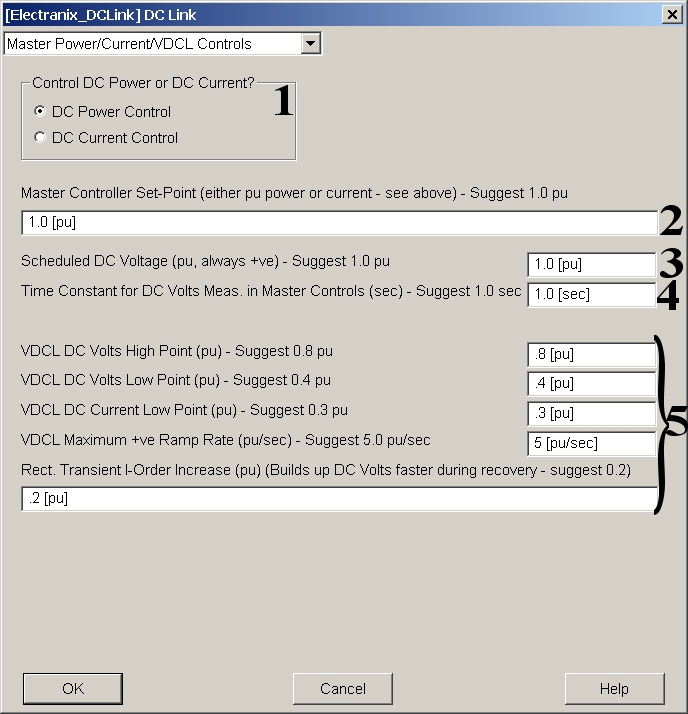 [Electranix_DCLink] DC Link
Master Power/Current/VDCL Controls
Control DC Power or DC Current?
1
DC Power Control
DC Current Control
Master Controller Set-Point (either pu power or current - see above) - Suggest 1.0 pu
1.0 [pu]
2
Scheduled DC Voltage (pu, always +ve) - Suggest 1.0 pu
1.0 [pu]
3
Time Constant for DC Volts Meas. in Master Controls (sec) - Suggest 1.0 sec
1.0 [sec]
4
VDCL DC Volts High Point (pu) - Suggest 0.8 pu
.8 [pu]
VDCL DC Volts Low Point (pu) - Suggest 0.4 pu
.4 [pu]
VDCL DC Current Low Point (pu) - Suggest 0.3 pu
.3 [pu]
5
VDCL Maximum +ve Ramp Rate (pu/sec) - Suggest 5.0 pu/sec
5 [pu/sec]
Rect. Transient I-Order Increase (pu) (Builds up DC Volts faster during recovery - suggest 0.2)
.2 [pu]
OK
Cancel
Help